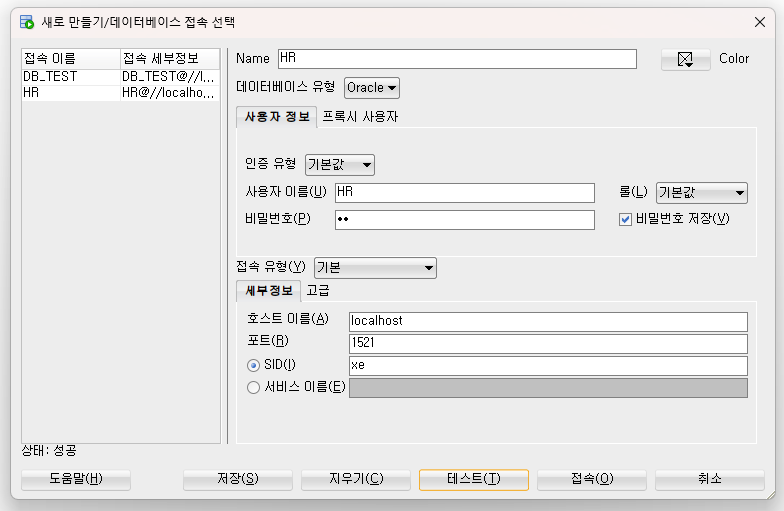 새로 만들기/데이터베이스 접속 선택
접속 이름 접속 세부정보
DB_TEST DB_TEST@//l...
HR HR@//localho...
Name HR Color
데이터베이스 유형 Oracle
사용자 정보 프록시 사용자
인증 유형 기본값
사용자 이름(U) HR 롤(L) 기본값
비밀번호(P) •• 비밀번호 저장(V)
접속 유형(Y) 기본
세부정보 고급
호스트 이름(A) localhost
포트(R) 1521
SID(I) xe
서비스 이름(E)
상태: 성공
도움말(H) 저장(S) 지우기(C) 테스트(T) 접속(O) 취소